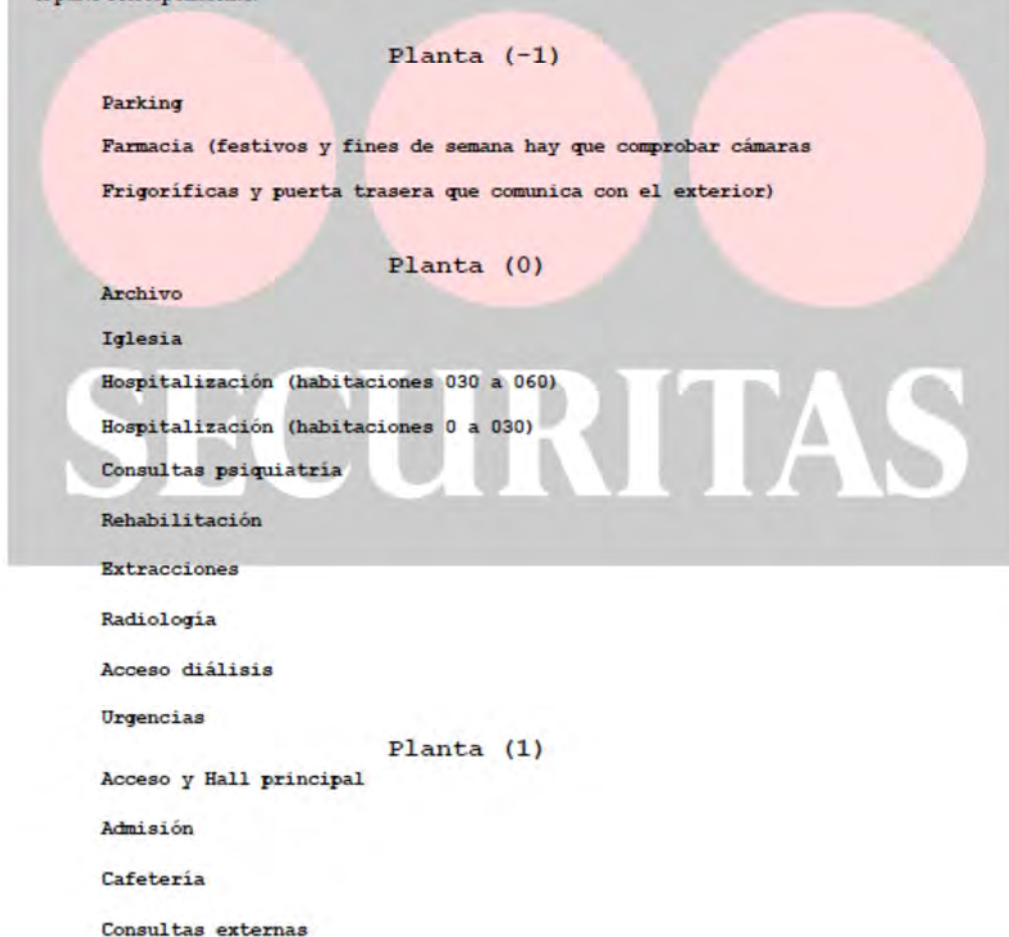 Planta (-1)
Parking
Farmacia (festivos y fines de semana hay que comprobar cámaras
Frigoríficas y puerta trasera que comunica con el exterior)
Planta (0)
Archivo
Iglesia
Hospitalización (habitaciones 030 a 060)
SECURITAS
Hospitalización (habitaciones 0 a 030)
Consultas psiquiatría
Rehabilitación
Extracciones
Radiología
Acceso diálisis
Urgencias
Planta (1)
Acceso y Hall principal
Admisión
Cafetería
Consultas externas